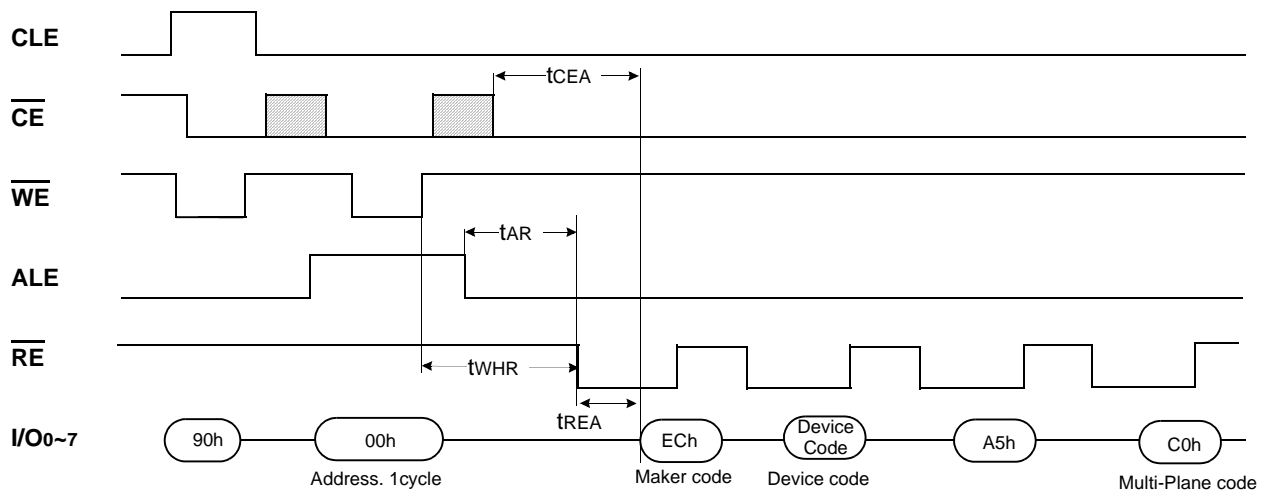 CLE
tCEA
CE
WE
tAR
ALE
RE
tWHR
tREA
I/O0~7
90h
00h
ECh
Device
Code
A5h
C0h
Address. 1cycle
Maker code
Device code
Multi-Plane code